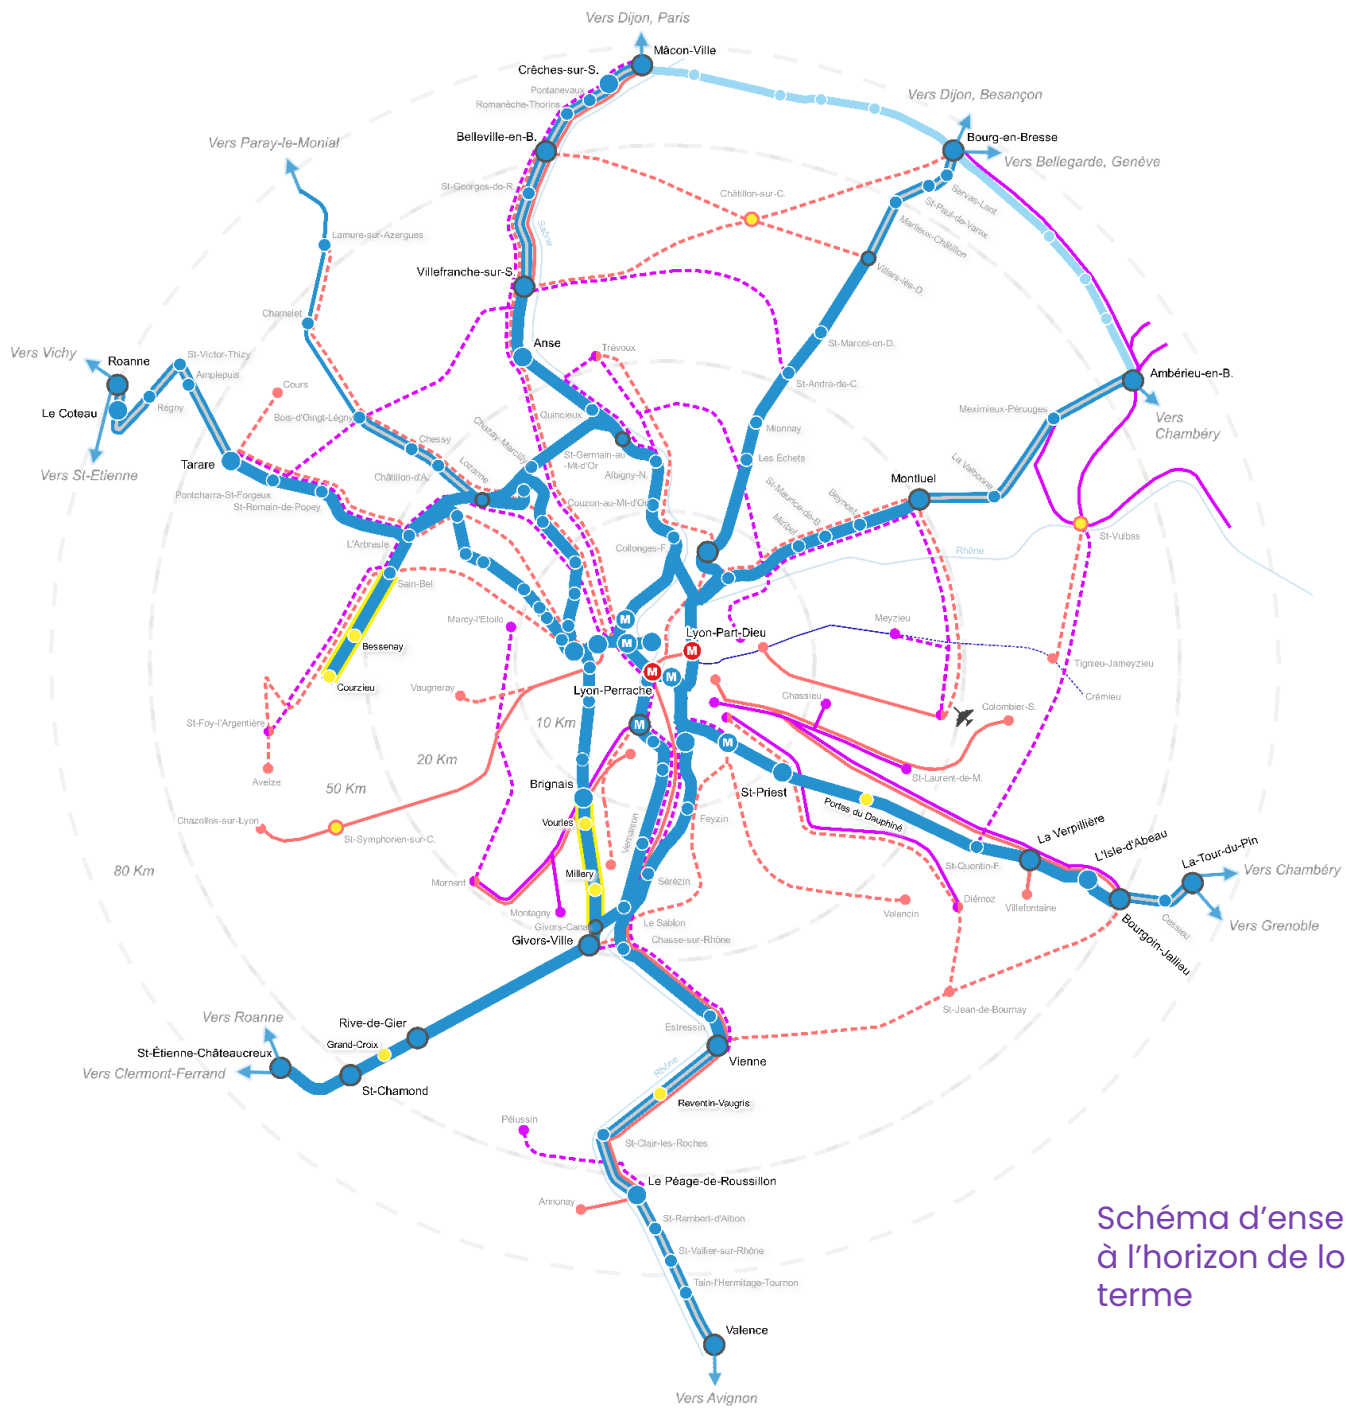 Vers Dijon, Paris
Mâcon-Ville
Crêches-sur-S.
Pontanevaux
Romanèche-Thorins
Vers Dijon, Besançon
Belleville-en-B.
Bourg-en-Bresse
Vers Paray-le-Monial
Vers Bellegarde, Genève
St-Georges-de-R.
Châtillon-sur-C.
Servas-Lent
St-Paul-de-Varax
Marlieux-Châtillon
Saône
Lamure-sur-Azergues
Villefranche-sur-S.
Villars-lès-D.
Chamelet
Anse
Trévoux
St-Marcel-en-D.
Vers Vichy
Roanne
St-Victor-Thizy
Amplepuis
Ambérieu-en-B.
St-André-de-C.
Cours
Le Coteau
Régny
Bois-d'Oingt-Légny
Quincieux
Meximieux-Pérouges
Vers
Chambéry
Mionnay
Chessy
Chazay-Marcilly
St-Germain-au
-Mt-d'Or
Tarare
Vers St-Etienne
Lozanne
Châtillon-d'A.
Albigny-N.
Les Echets
La Valbonne
Montluel
Pontcharra-St-Forgeux
St-Romain-de-Popey
Couzon-au-Mt-d'Or
St-Maurice-de-B.
Beynost
Miribel
St-Vulbas
L'Arbresle
Collonges-F.
Rhône
Sain-Bel
Marcy-l'Etoile
Meyzieu
M
Lyon-Part-Dieu
M
M
Bessenay
Tignieu-Jameyzieu
M
M
Courzieu
Vaugneray
Lyon-Perrache
Chassieu
Crémieu
Colombier-S.
St-Foy-l'Argentière
10 Km
M
M
20 Km
Aveize
50 Km
Brignais
St-Priest
St-Laurent-de-M.
Portes du Dauphiné
Chazelles-sur-Lyon
Vourles
Vernaison
Feyzin
St-Symphorien-sur-C.
La Verpillière
L'Isle-d'Abeau
La-Tour-du-Pin
80 Km
Millery
Sérézin
St-Quentin-F.
Vers Chambéry
Mornant
Villefontaine
Diémoz
Valencin
Montagny
Cessieu
Givors-Canal
Le Sablon
Vers Grenoble
Givors-Ville
Chasse-sur-Rhône
Bourgoin-Jallieu
St-Jean-de-Bournay
Vers Roanne
Rive-de-Gier
Estressin
Grand-Croix
St-Étienne-Châteaucreux
Vienne
Rhône
Vers Clermont-Ferrand
St-Chamond
Reventin-Vaugris
Pélussin
St-Clair-les-Roches
Le Péage-de-Roussillon
Annonay
St-Rambert-d'Albon
St-Vallier-sur-Rhône
Tain-l'Hermitage-Tournon
Valence
Vers Avignon
Schéma d'ense
à l'horizon de lo
terme